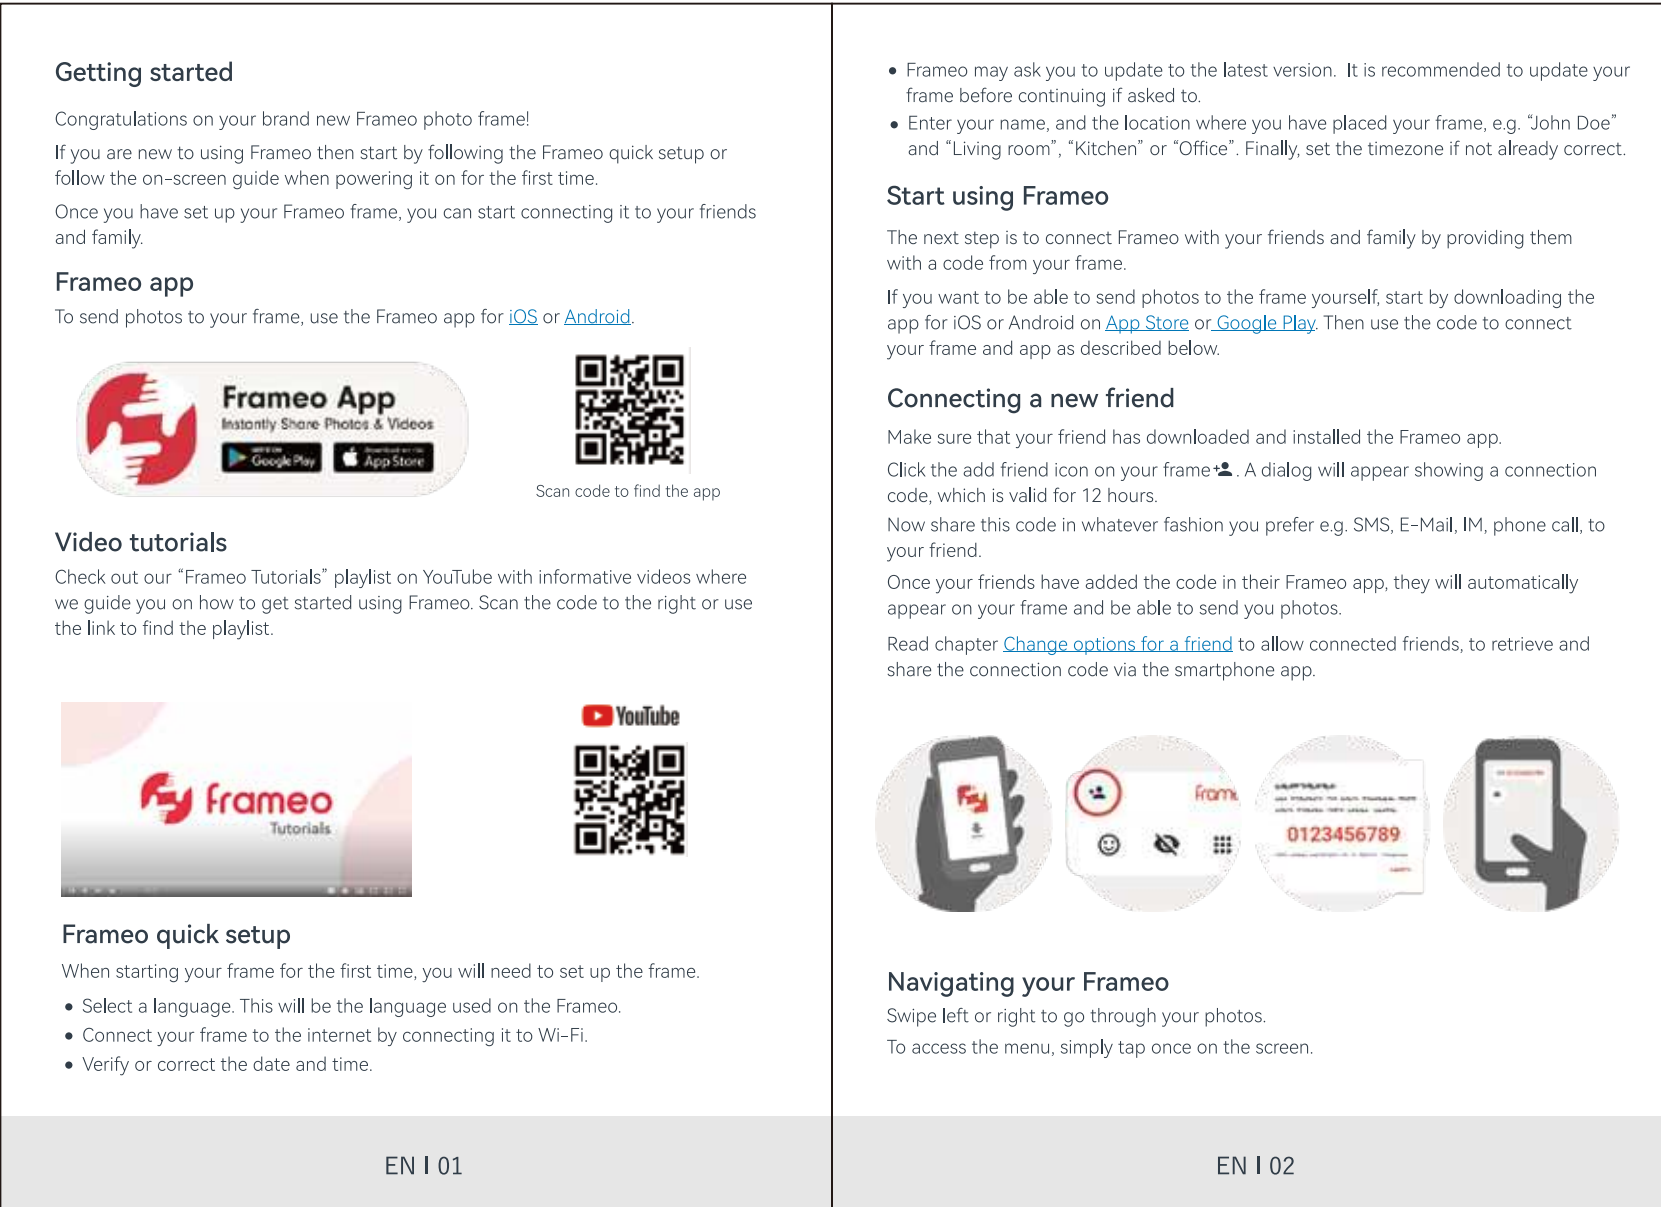 Getting started
Congratulations on your brand new Frameo photo frame!
If you are new to using Frameo then start by following the Frameo quick setup or
follow the on-screen guide when powering it on for the first time.
Once you have set up your Frameo frame, you can start connecting it to your friends
and family.
Frameo app
To send photos to your frame, use the Frameo app for iOS or Android.
Frameo App
Instantly Share Photos & Videos
Google Play
App Store
Scan code to find the app
Video tutorials
Check out our “Frameo Tutorials” playlist on YouTube with informative videos where
we guide you on how to get started using Frameo. Scan the code to the right or use
the link to find the playlist.
YouTube
frameo
Tutorials
Frameo quick setup
When starting your frame for the first time, you will need to set up the frame.
• Select a language. This will be the language used on the Frameo.
• Connect your frame to the internet by connecting it to Wi-Fi.
• Verify or correct the date and time.
EN I 01
• Frameo may ask you to update to the latest version. It is recommended to update your
frame before continuing if asked to.
• Enter your name, and the location where you have placed your frame, e.g. “John Doe”
and “Living room”, “Kitchen” or “Office”. Finally, set the timezone if not already correct.
Start using Frameo
The next step is to connect Frameo with your friends and family by providing them
with a code from your frame.
If you want to be able to send photos to the frame yourself, start by downloading the
app for iOS or Android on App Store or Google Play. Then use the code to connect
your frame and app as described below.
Connecting a new friend
Make sure that your friend has downloaded and installed the Frameo app.
Click the add friend icon on your frame . A dialog will appear showing a connection
code, which is valid for 12 hours.
Now share this code in whatever fashion you prefer e.g. SMS, E-Mail, IM, phone call, to
your friend.
Once your friends have added the code in their Frameo app, they will automatically
appear on your frame and be able to send you photos.
Read chapter Change options for a friend to allow connected friends, to retrieve and
share the connection code via the smartphone app.
frame
0123456789
Navigating your Frameo
Swipe left or right to go through your photos.
To access the menu, simply tap once on the screen.
EN I 02